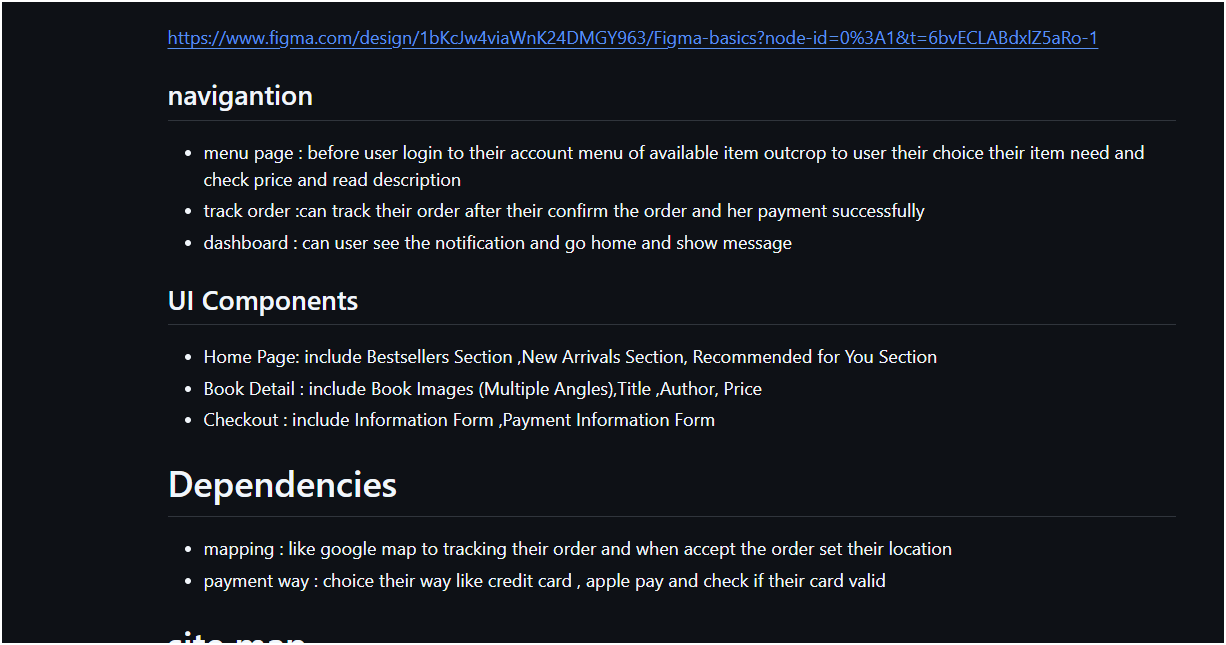 https://www.figma.com/design/1bKcJw4viaWnK24DMGY963/Figma-basics?node-id=0%3A1&t=6bvECLABdxlZ5aRo-1
navigantion
• menu page : before user login to their account menu of available item outcrop to user their choice their item need and
check price and read description
• track order :can track their order after their confirm the order and her payment successfully
• dashboard : can user see the notification and go home and show message
UI Components
• Home Page: include Bestsellers Section ,New Arrivals Section, Recommended for You Section
• Book Detail : include Book Images (Multiple Angles),Title ,Author, Price
• Checkout : include Information Form ,Payment Information Form
Dependencies
• mapping : like google map to tracking their order and when accept the order set their location
• payment way : choice their way like credit card , apple pay and check if their card valid
site map